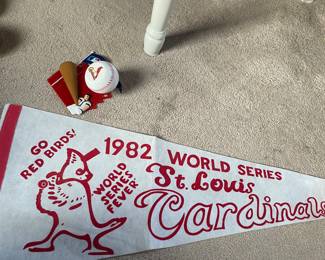 GO
RED BIRDS!
1982 WORLD SERIES
St. Louis
Cardinals
WORLD
SERIES
FEVER